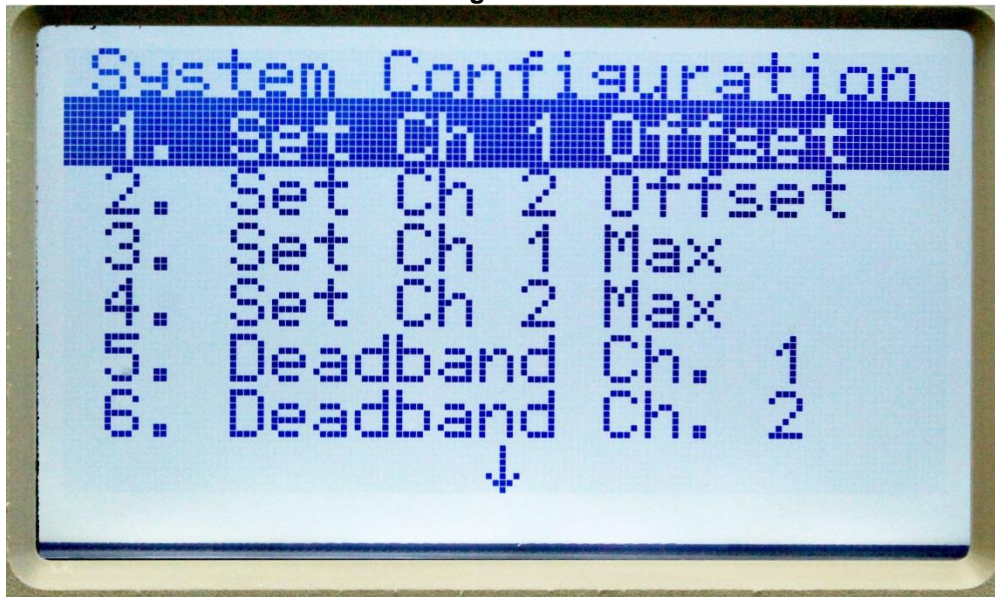 System Configuration
1. Set Ch 1 Offset
2. Set Ch 2 Offset
3. Set Ch 1 Max
4. Set Ch 2 Max
5. Deadband Ch. 1
6. Deadband Ch. 2
↓